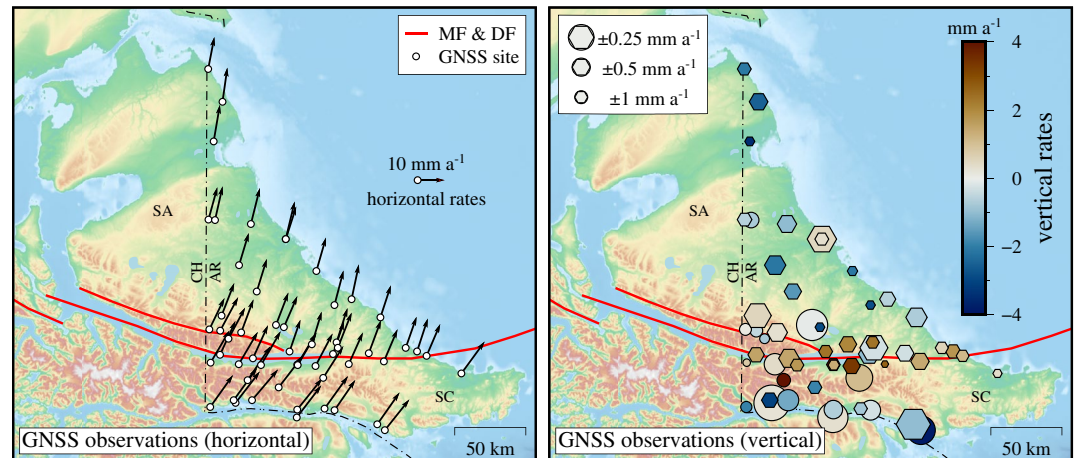 MF & DF
GNSS site
10 mm a-1
horizontal rates
SA
CH
AR
SC
GNSS observations (horizontal)
50 km
±0.25 mm a-1
±0.5 mm a-1
±1 mm a-1
mm a-1
4
2
0
−2
−4
vertical rates
SA
CH
AR
SC
GNSS observations (vertical)
50 km